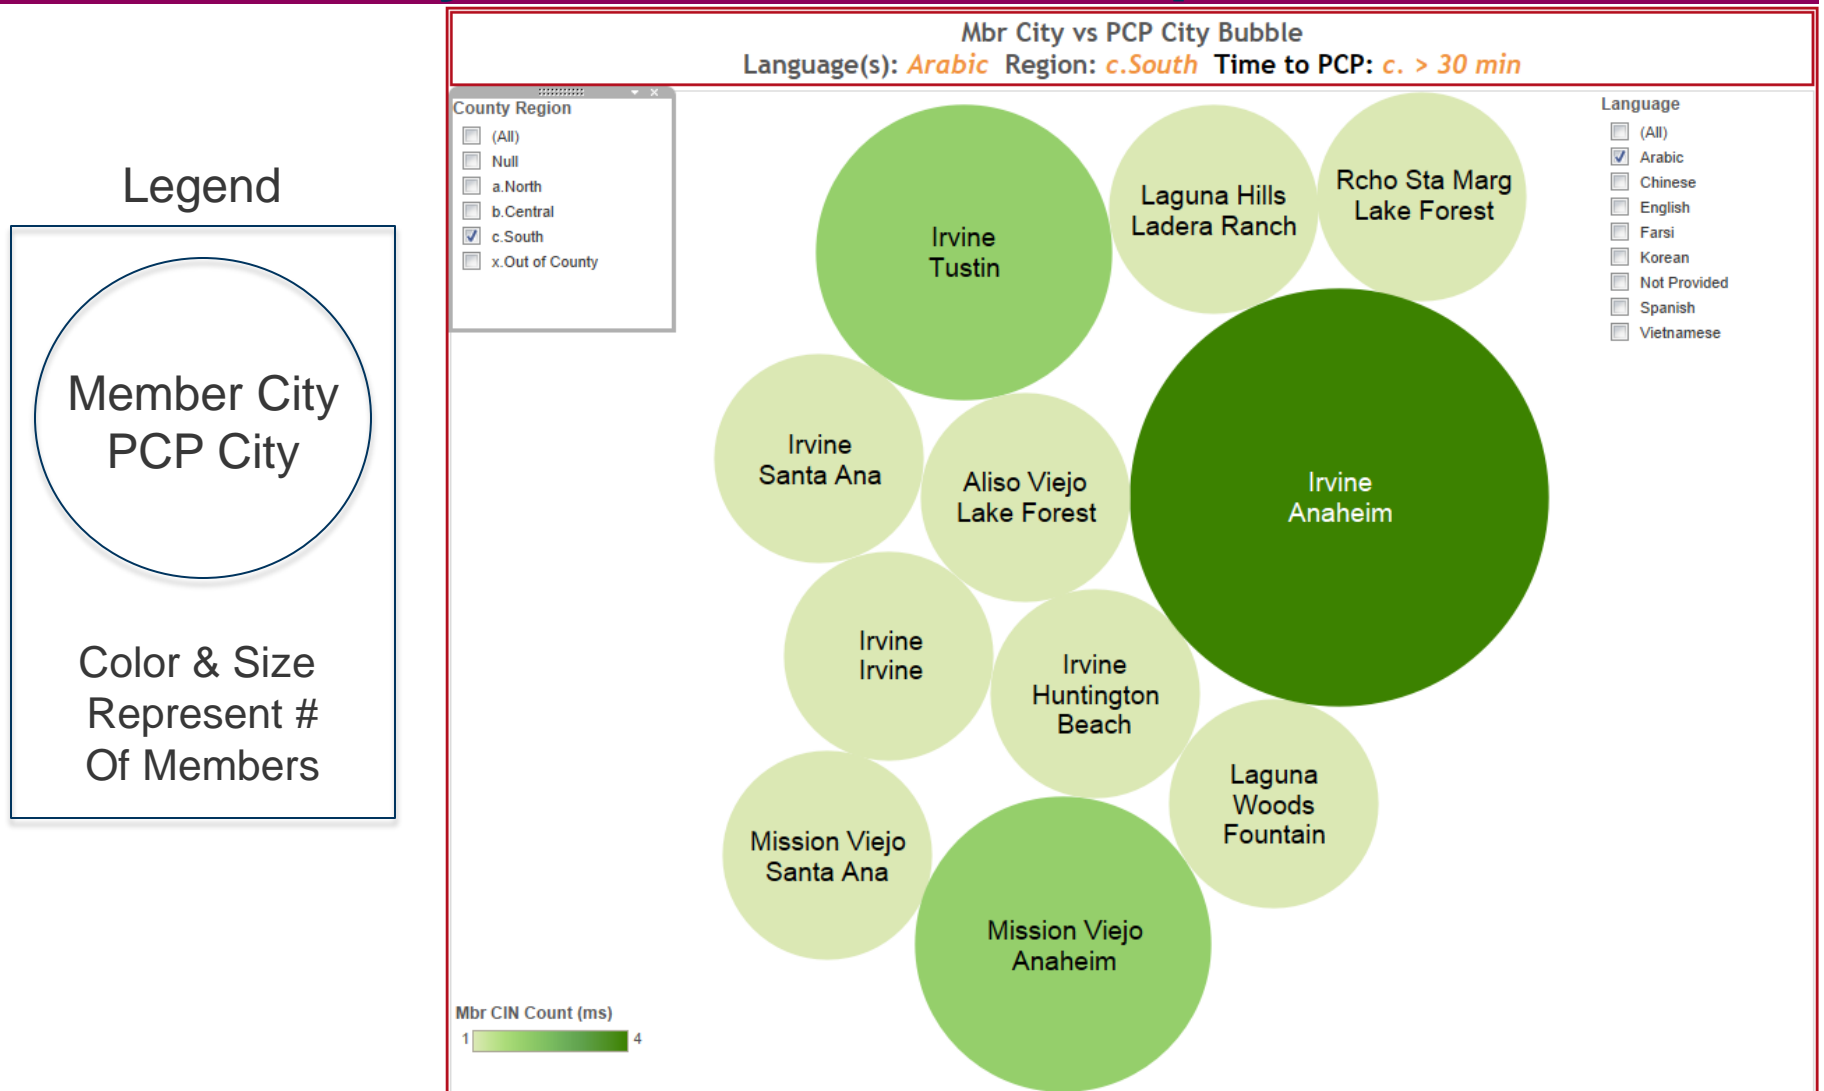 Mbr City vs PCP City Bubble
Language(s): Arabic Region: c.South Time to PCP: c. > 30 min
Legend
Member City
PCP City
Color & Size
Represent #
Of Members
County Region
(All)
Null
a.North
b.Central
c.South
x.Out of County
Irvine
Tustin
Laguna Hills
Ladera Ranch
Rcho Sta Marg
Lake Forest
Language
(All)
Arabic
Chinese
English
Farsi
Korean
Not Provided
Spanish
Vietnamese
Irvine
Santa Ana
Aliso Viejo
Lake Forest
Irvine
Anaheim
Irvine
Irvine
Irvine
Huntington
Beach
Laguna
Woods
Fountain
Mission Viejo
Santa Ana
Mission Viejo
Anaheim
Mbr CIN Count (ms)
1 4